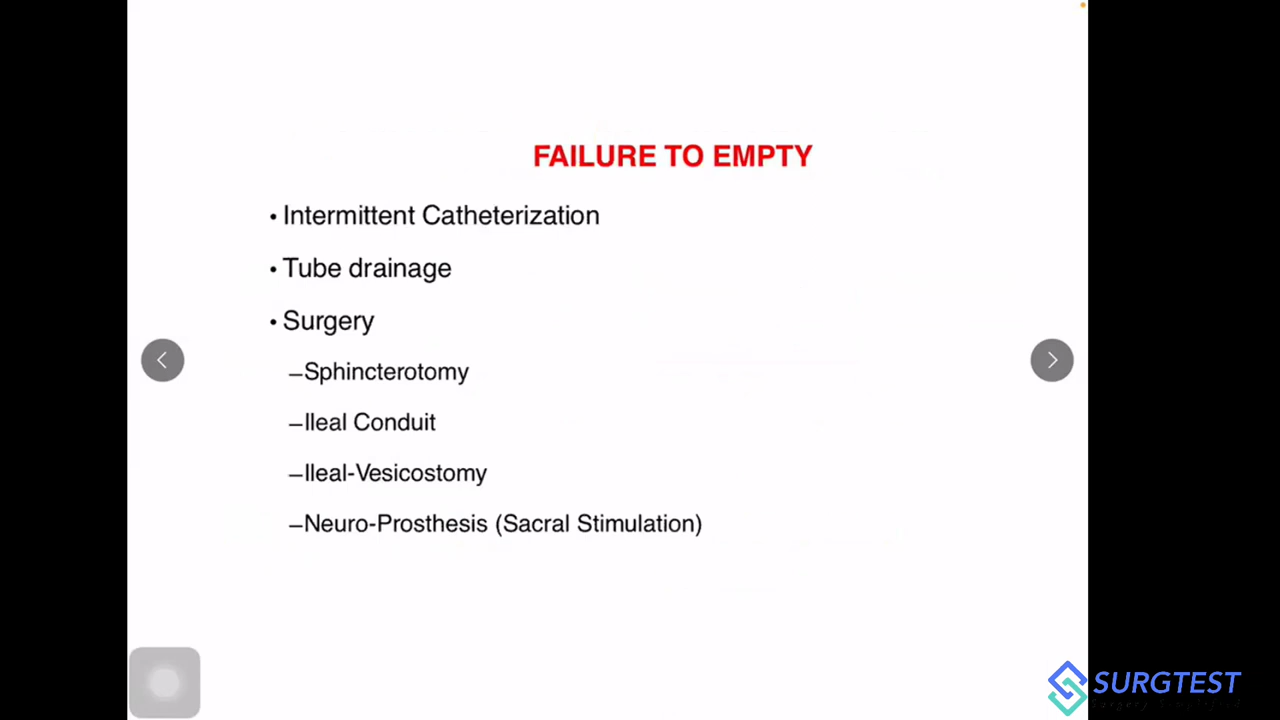 FAILURE TO EMPTY
• Intermittent Catheterization
• Tube drainage
• Surgery
–Sphincterotomy
–Ileal Conduit
–Ileal-Vesicostomy
–Neuro-Prosthesis (Sacral Stimulation)
SURGTEST